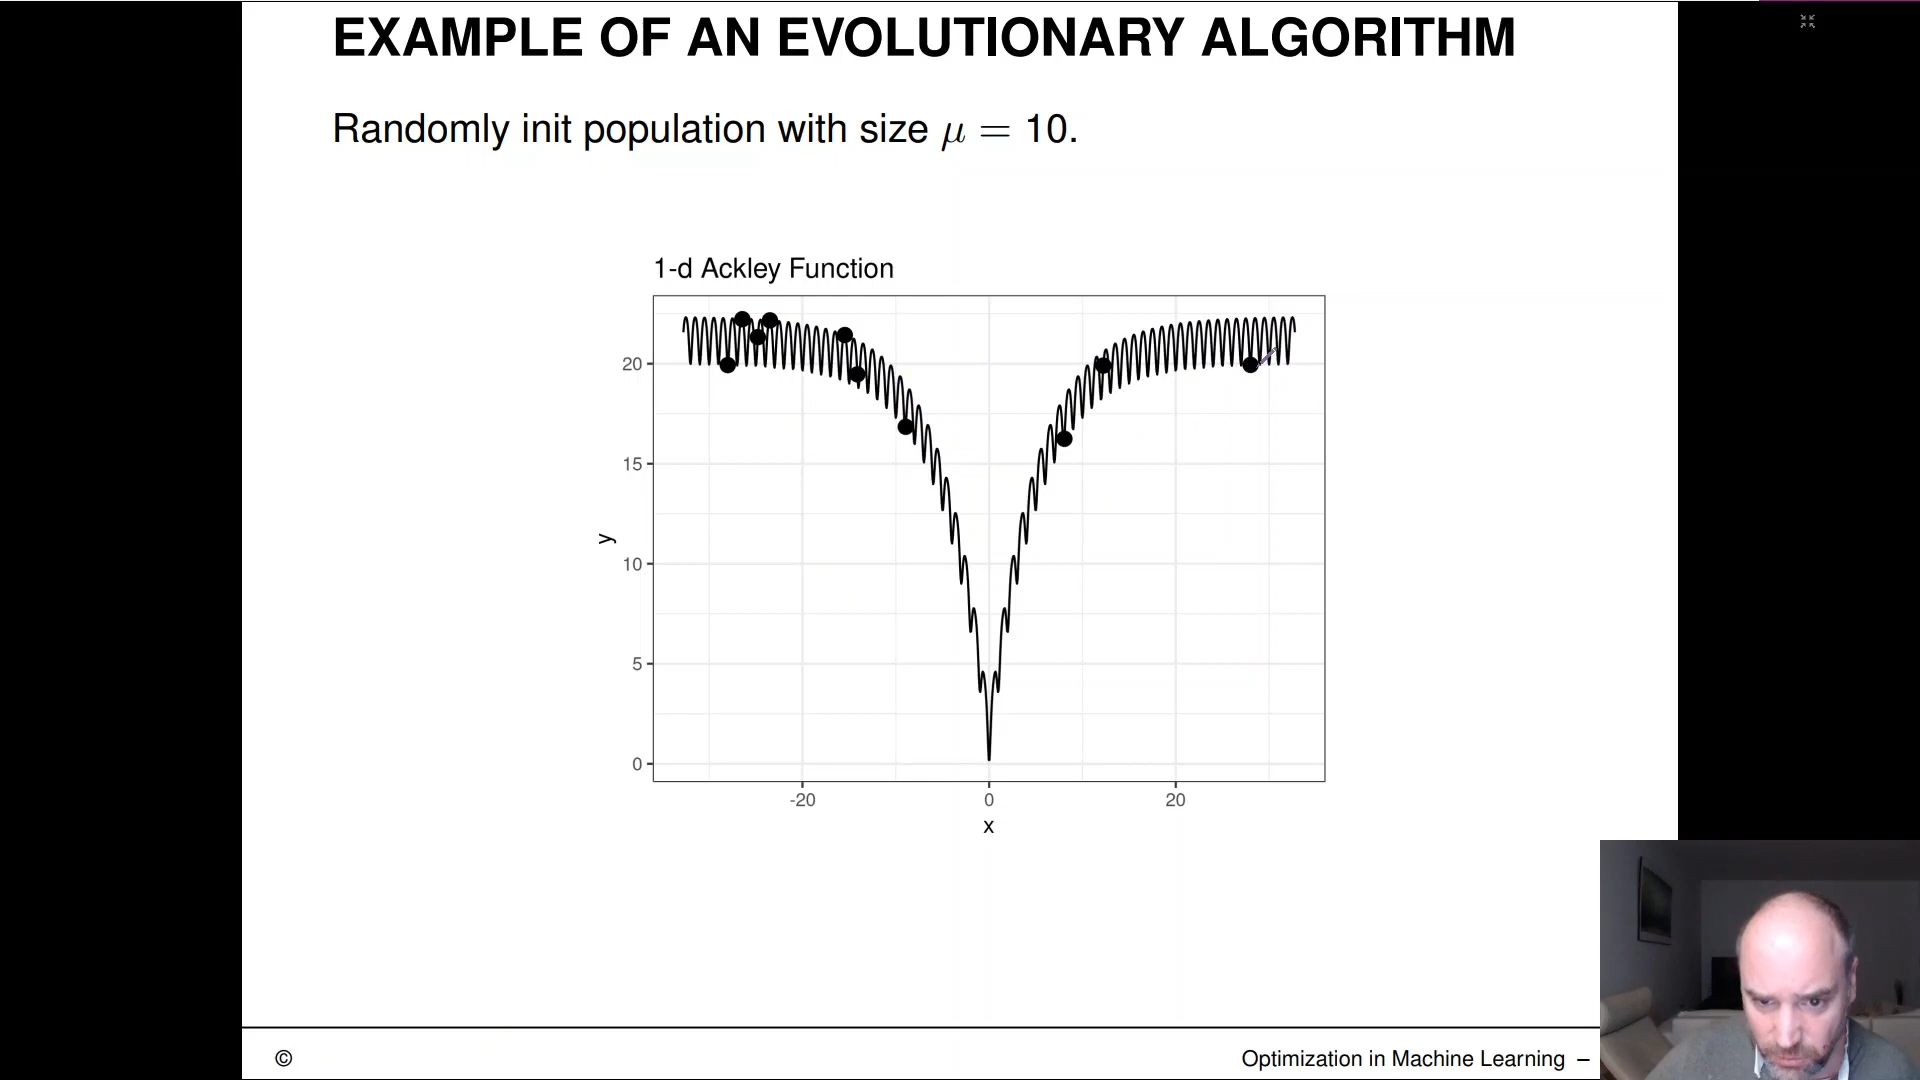 EXAMPLE OF AN EVOLUTIONARY ALGORITHM
Randomly init population with size μ = 10.
1-d Ackley Function
20
15
10
5
0
y
-20 0 20
x
© Optimization in Machine Learning –